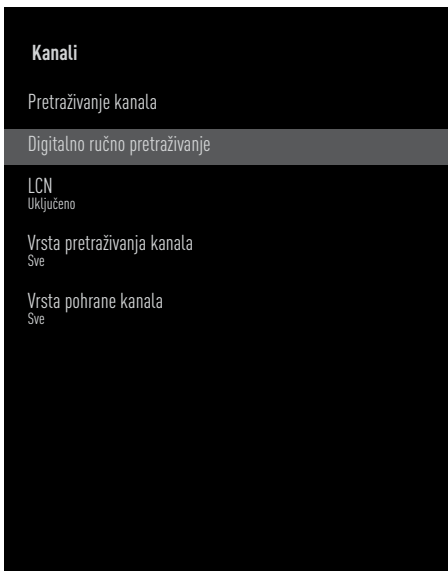 Kanali
Pretraživanje kanala
Digitalno ručno pretraživanje
LCN
Uključeno
Vrsta pretraživanja kanala
Sve
Vrsta pohrane kanala
Sve